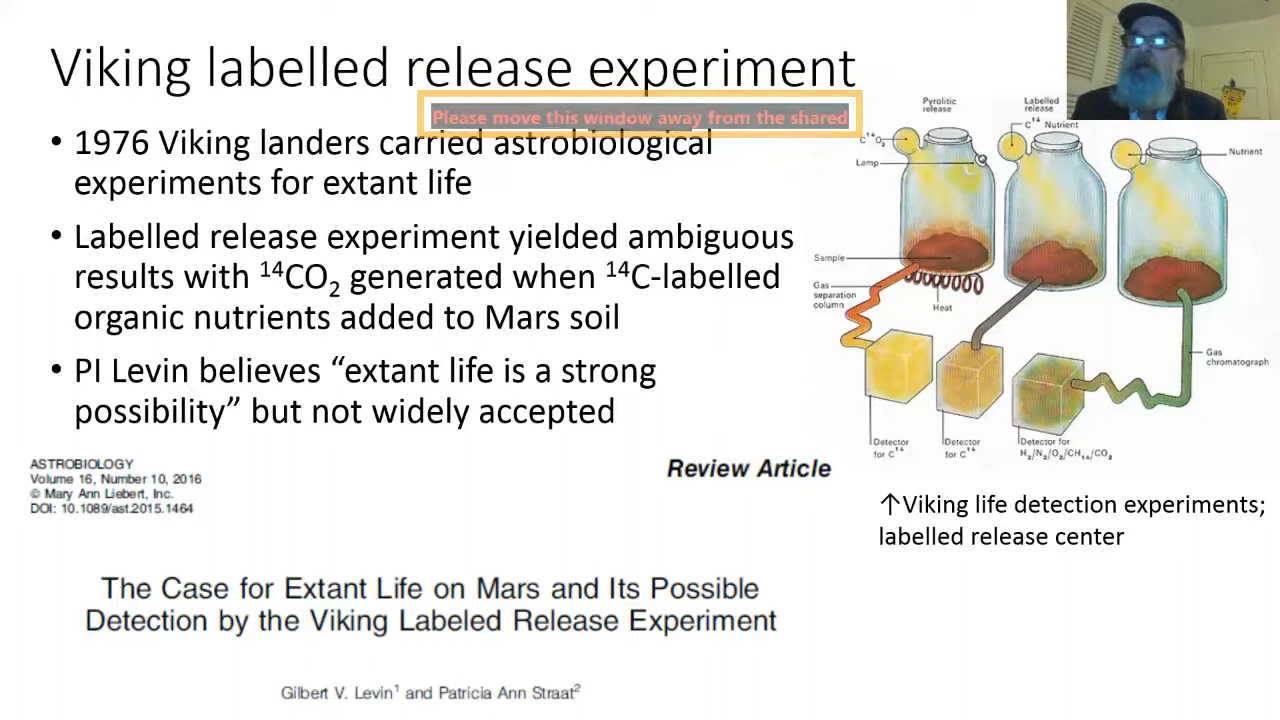 Viking labelled release experiment
Please move this window away from the shared
• 1976 Viking landers carried astrobiological
experiments for extant life
• Labelled release experiment yielded ambiguous
results with ¹⁴CO₂ generated when ¹⁴C-labelled
organic nutrients added to Mars soil
• PI Levin believes “extant life is a strong
possibility” but not widely accepted
Pyrolitic
release
Labelled
release
C¹⁴O₂
C¹⁴ Nutrient
Nutrient
Lamp
Sample
Gas
separation
column
Heat
Gas
chromatograph
Detector
for C¹⁴
Detector
for C¹⁴
Detector for
H₂/N₂/O₂/CH₁₄/CO₂
↑Viking life detection experiments;
labelled release center
ASTROBIOLOGY
Volume 16, Number 10, 2016
© Mary Ann Liebert, Inc.
DOI: 10.1089/ast.2015.1464
Review Article
The Case for Extant Life on Mars and Its Possible
Detection by the Viking Labeled Release Experiment
Gilbert V. Levin¹ and Patricia Ann Straat²